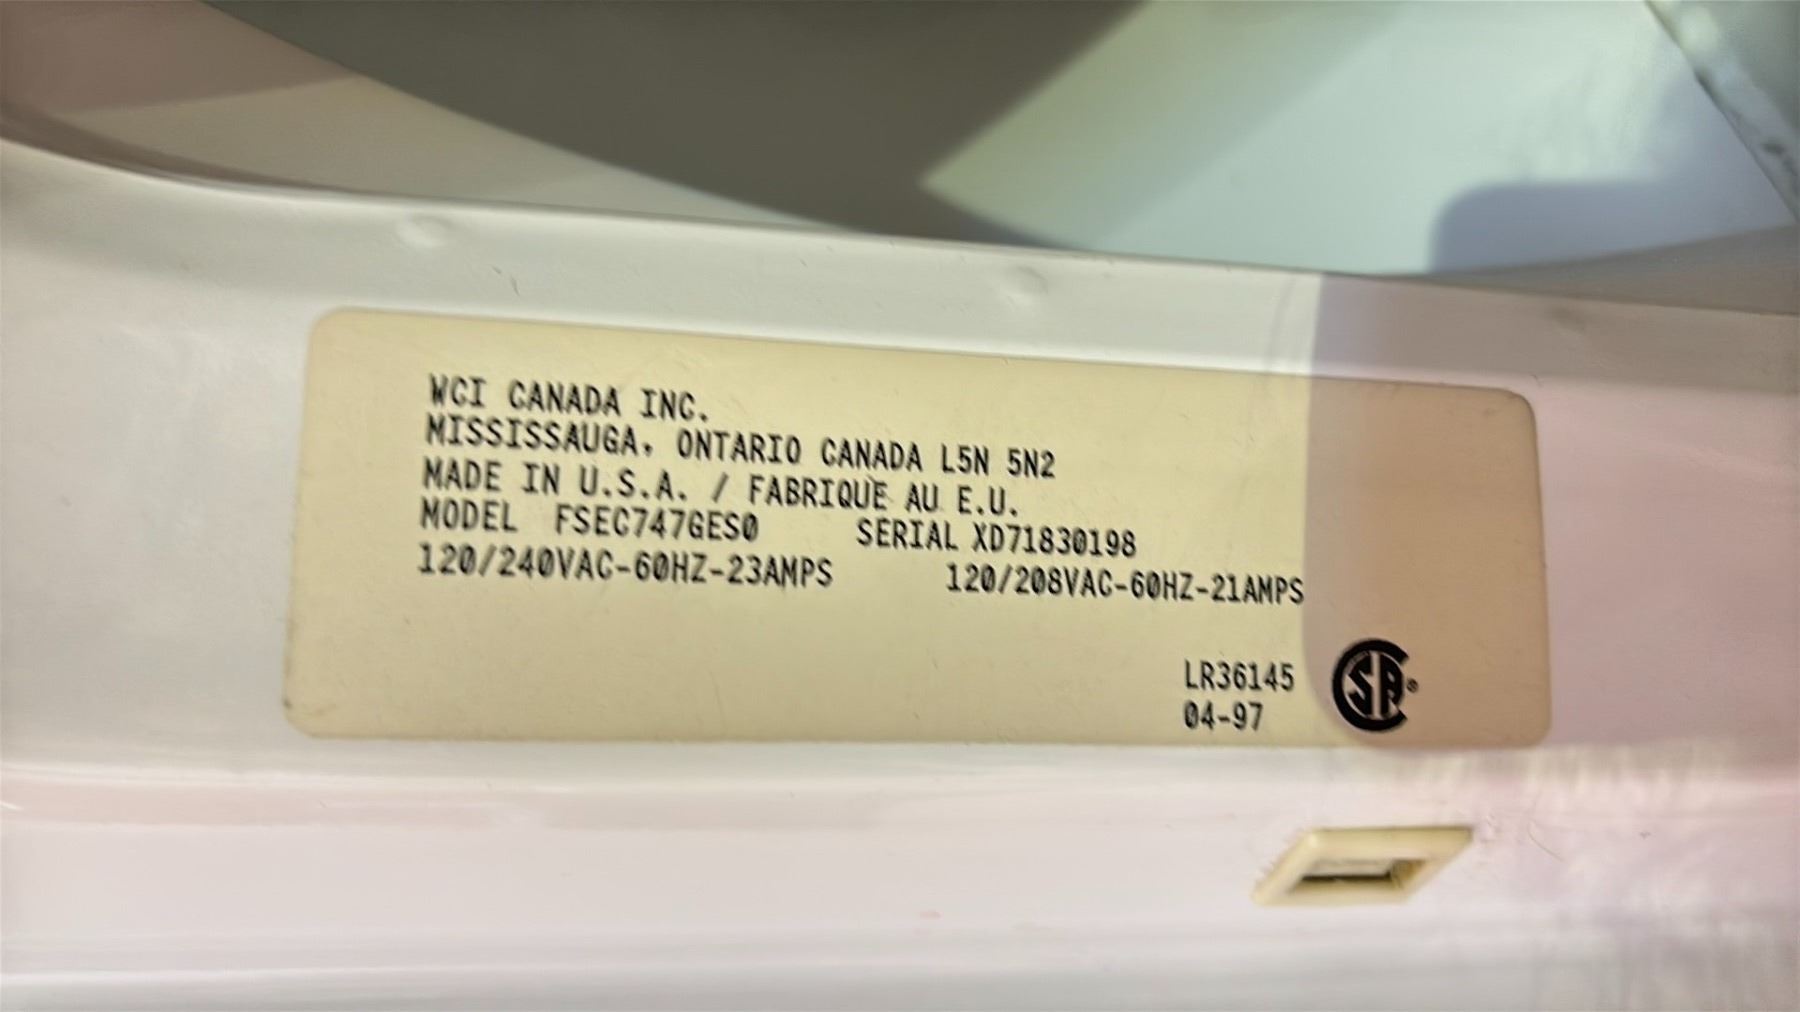 WCI CANADA INC.
MISSISSAUGA, ONTARIO CANADA L5N 5N2
MADE IN U.S.A. / FABRIQUE AU E.U.
MODEL FSEC747GES0 SERIAL XD71830198
120/240VAC-60HZ-23AMPS 120/208VAC-60HZ-21AMPS
LR36145
04-97
CSA®